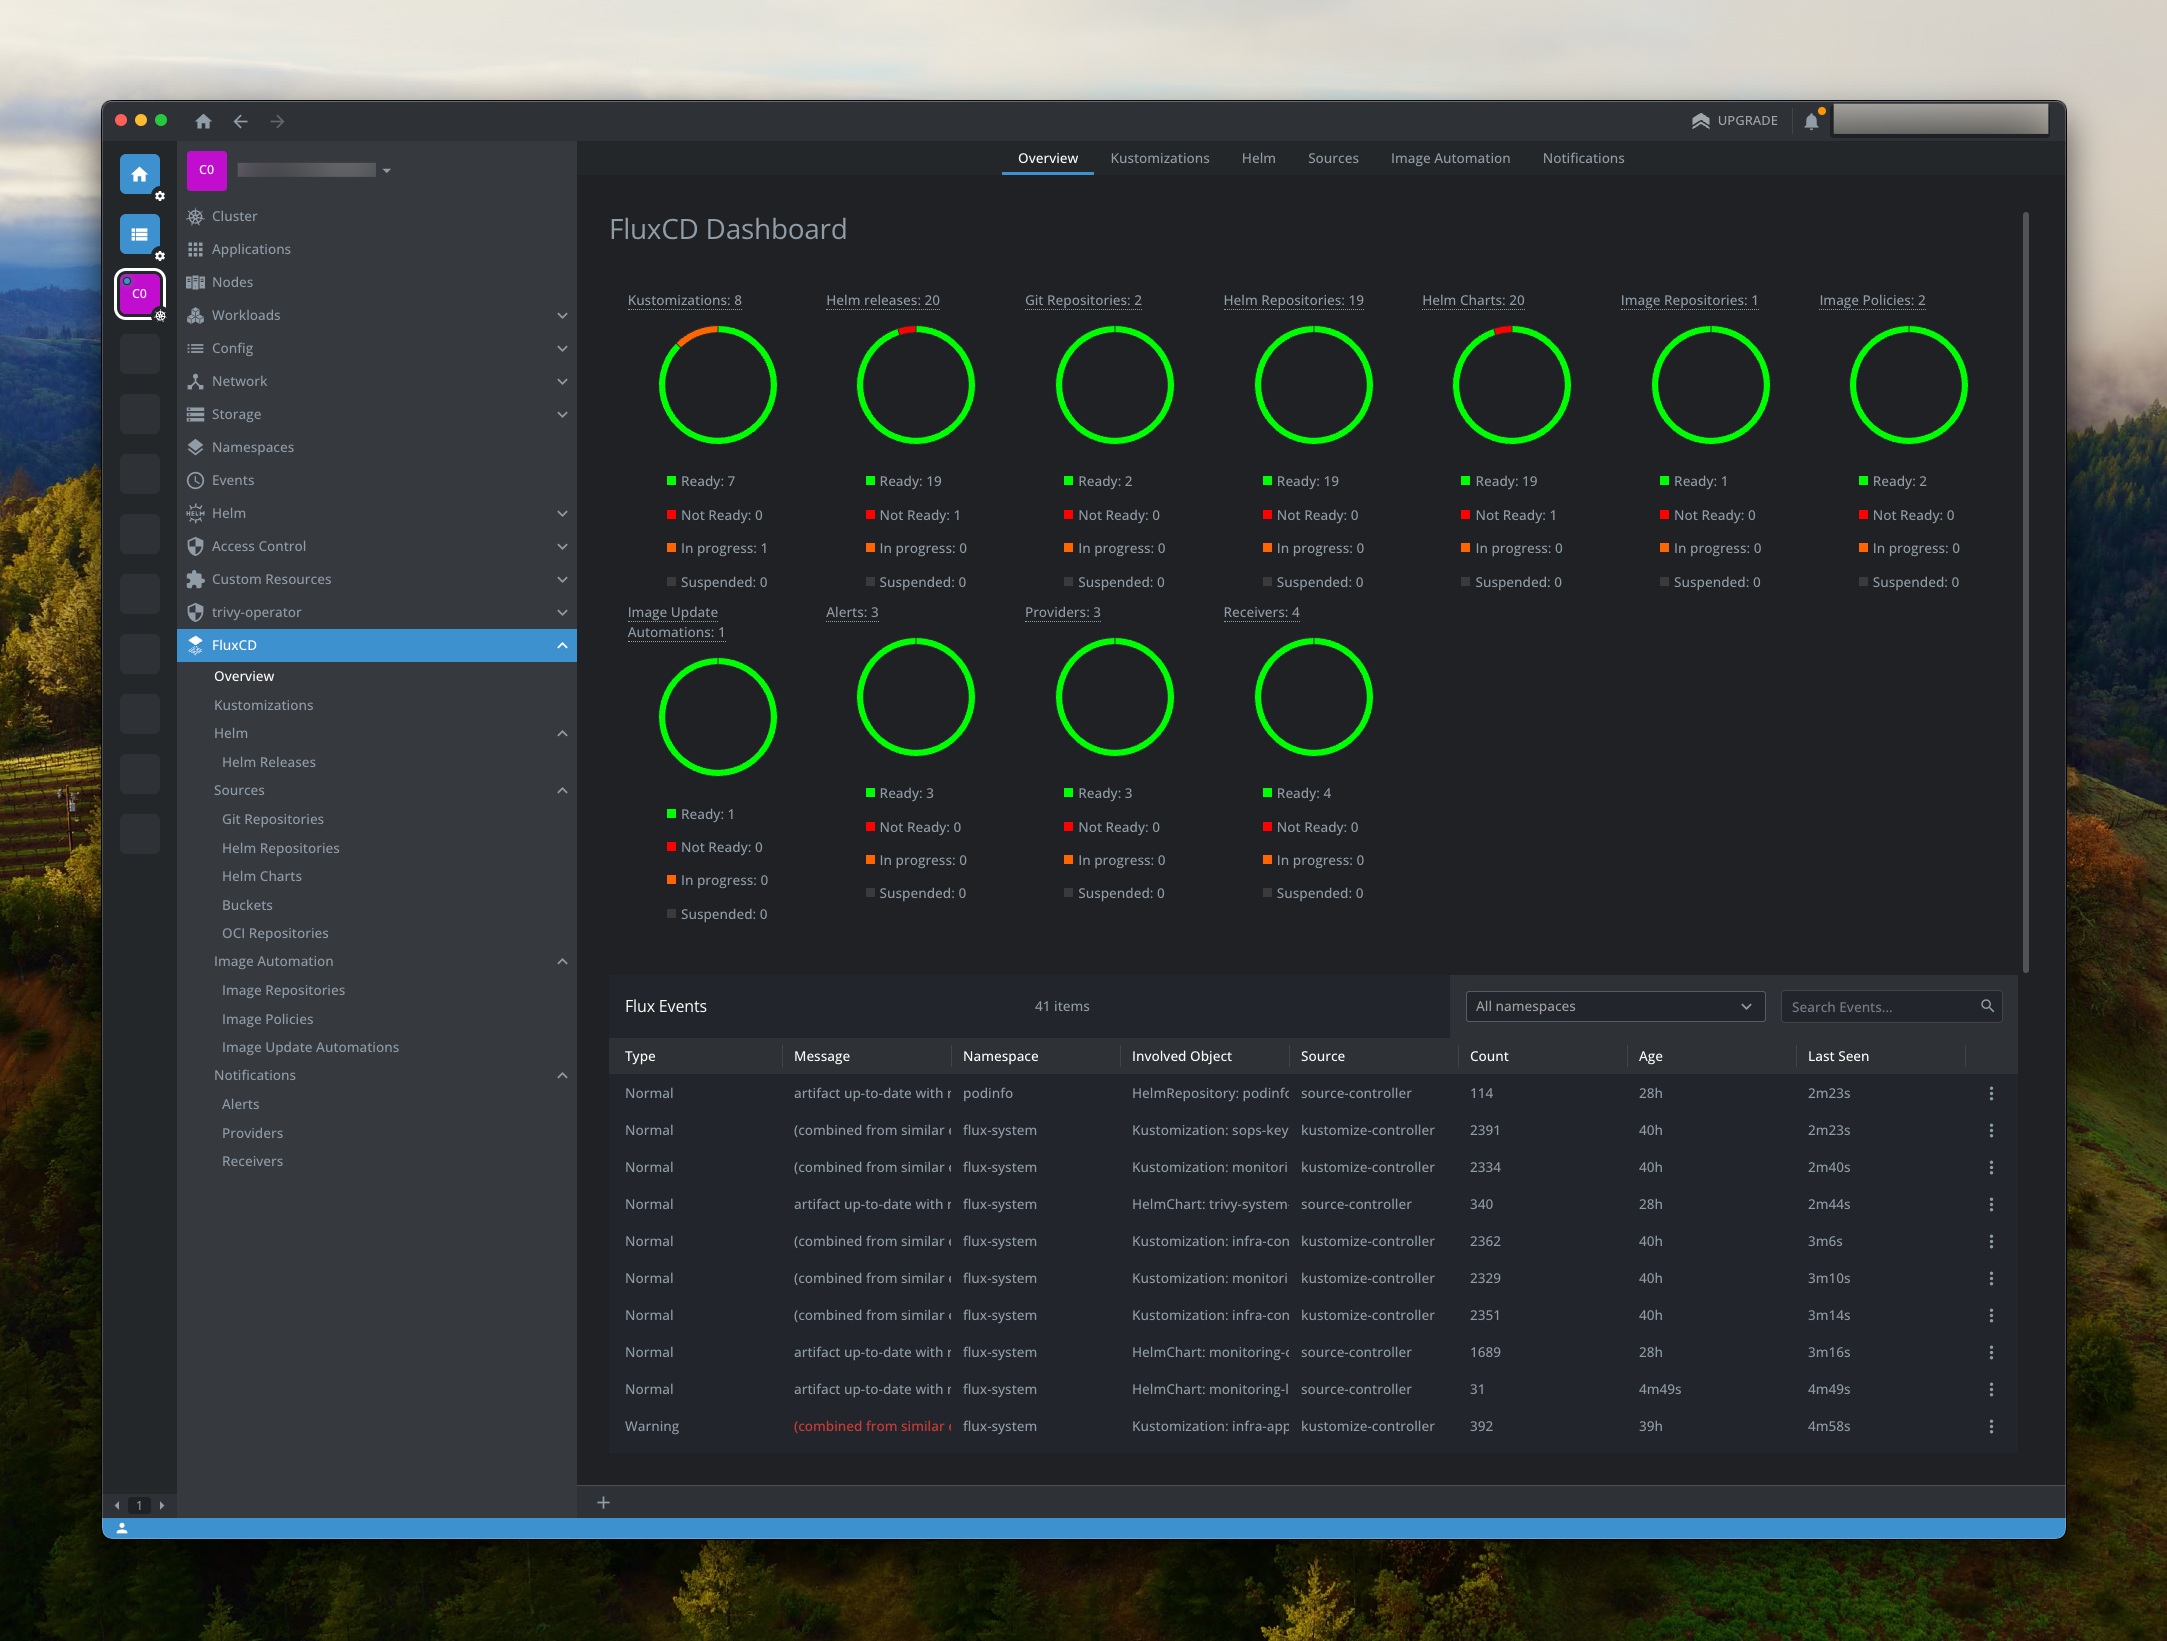 UPGRADE
C0
C0
Cluster
Applications
Nodes
Workloads
Config
Network
Storage
Namespaces
Events
Helm
Access Control
Custom Resources
trivy-operator
FluxCD
Overview
Kustomizations
Helm
Helm Releases
Sources
Git Repositories
Helm Repositories
Helm Charts
Buckets
OCI Repositories
Image Automation
Image Repositories
Image Policies
Image Update Automations
Notifications
Alerts
Providers
Receivers
1
Overview Kustomizations Helm Sources Image Automation Notifications
FluxCD Dashboard
Kustomizations: 8
Ready: 7
Not Ready: 0
In progress: 1
Suspended: 0
Helm releases: 20
Ready: 19
Not Ready: 1
In progress: 0
Suspended: 0
Git Repositories: 2
Ready: 2
Not Ready: 0
In progress: 0
Suspended: 0
Helm Repositories: 19
Ready: 19
Not Ready: 0
In progress: 0
Suspended: 0
Helm Charts: 20
Ready: 19
Not Ready: 1
In progress: 0
Suspended: 0
Image Repositories: 1
Ready: 1
Not Ready: 0
In progress: 0
Suspended: 0
Image Policies: 2
Ready: 2
Not Ready: 0
In progress: 0
Suspended: 0
Image Update
Automations: 1
Ready: 1
Not Ready: 0
In progress: 0
Suspended: 0
Alerts: 3
Ready: 3
Not Ready: 0
In progress: 0
Suspended: 0
Providers: 3
Ready: 3
Not Ready: 0
In progress: 0
Suspended: 0
Receivers: 4
Ready: 4
Not Ready: 0
In progress: 0
Suspended: 0
Flux Events 41 items All namespaces Search Events...
Type Message Namespace Involved Object Source Count Age Last Seen
Normal artifact up-to-date with podinfo HelmRepository: podinfo source-controller 114 28h 2m23s
Normal (combined from similar flux-system Kustomization: sops-key kustomize-controller 2391 40h 2m23s
Normal (combined from similar flux-system Kustomization: monitori kustomize-controller 2334 40h 2m40s
Normal artifact up-to-date with flux-system HelmChart: trivy-system- source-controller 340 28h 2m44s
Normal (combined from similar flux-system Kustomization: infra-con kustomize-controller 2362 40h 3m6s
Normal (combined from similar flux-system Kustomization: monitori kustomize-controller 2329 40h 3m10s
Normal (combined from similar flux-system Kustomization: infra-con kustomize-controller 2351 40h 3m14s
Normal artifact up-to-date with flux-system HelmChart: monitoring- source-controller 1689 28h 3m16s
Normal artifact up-to-date with flux-system HelmChart: monitoring-l source-controller 31 4m49s 4m49s
Warning (combined from similar flux-system Kustomization: infra-app kustomize-controller 392 39h 4m58s